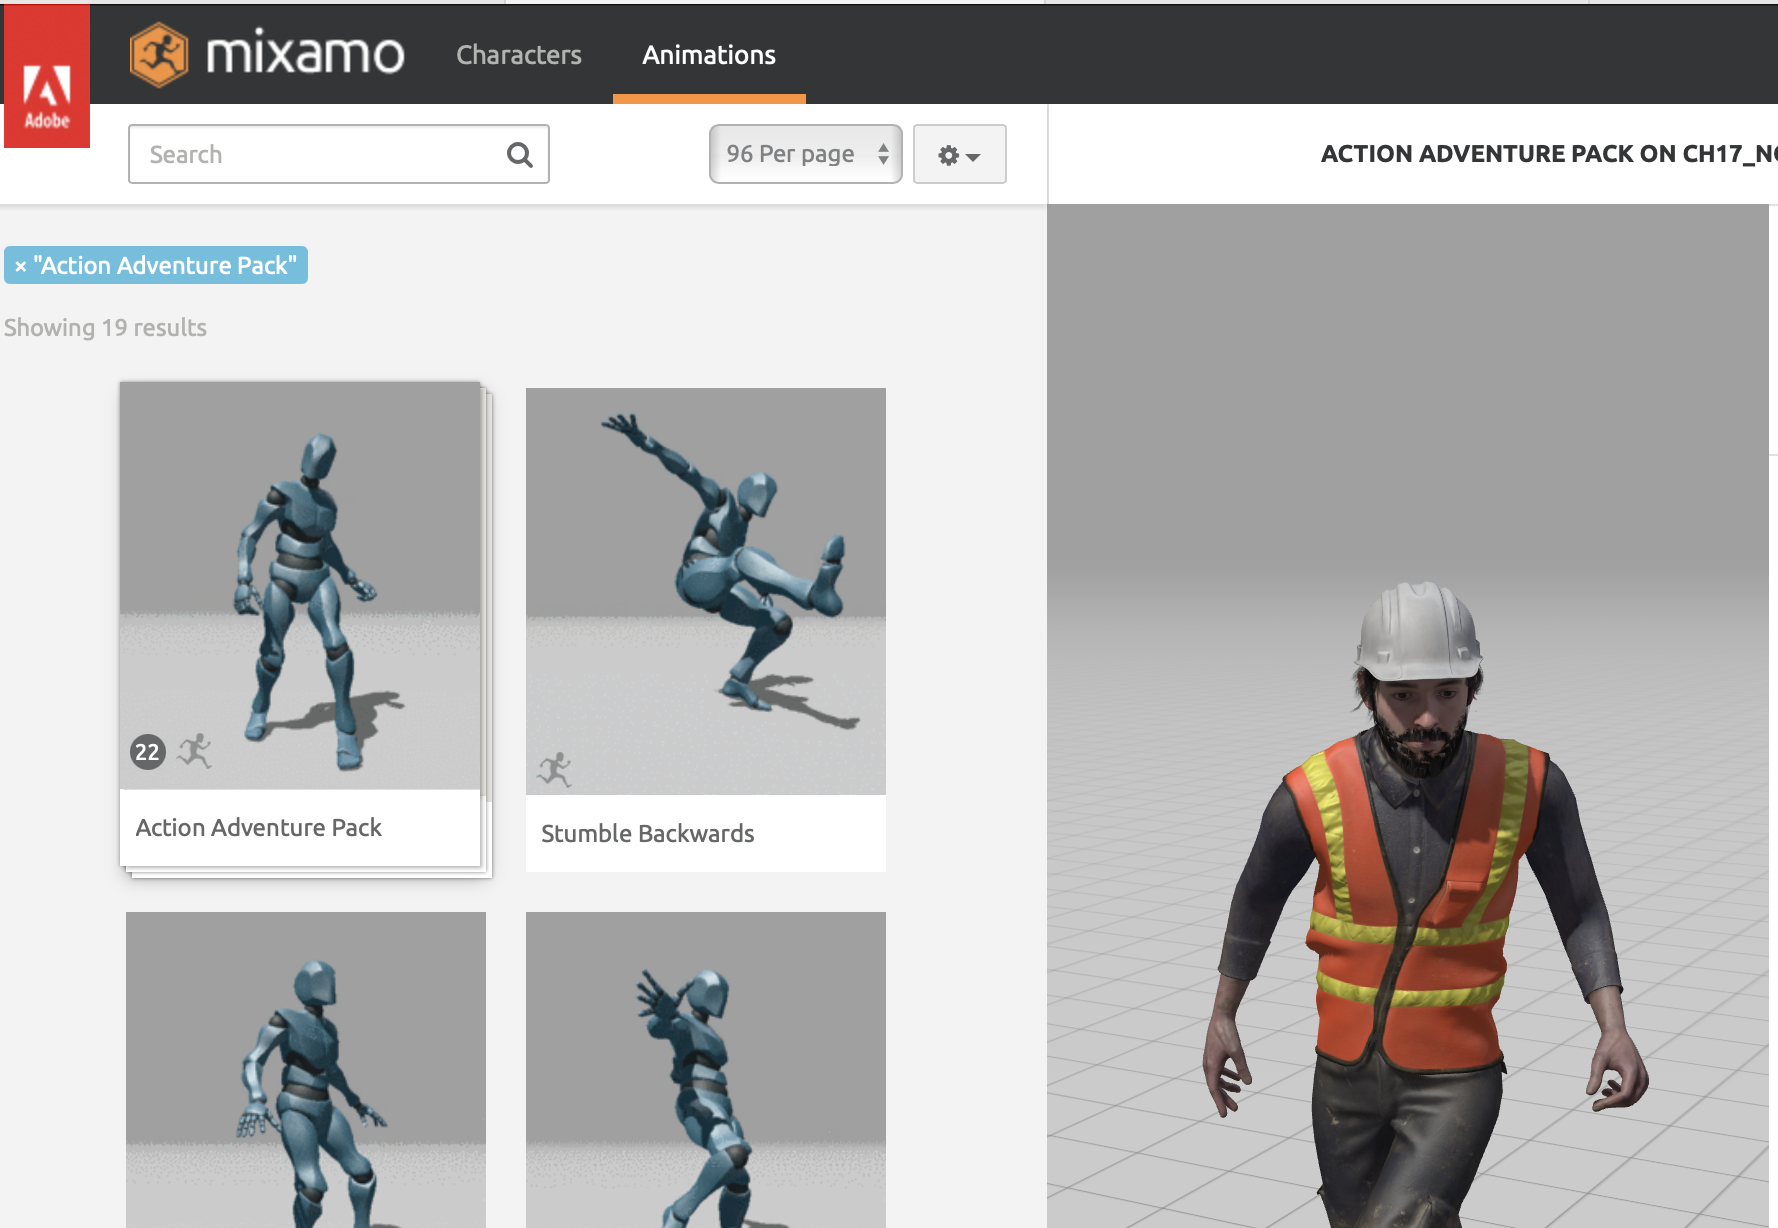 Adobe
mixamo
Characters
Animations
Search
96 Per page
ACTION ADVENTURE PACK ON CH17_NO
× "Action Adventure Pack"
Showing 19 results
22
Action Adventure Pack
Stumble Backwards